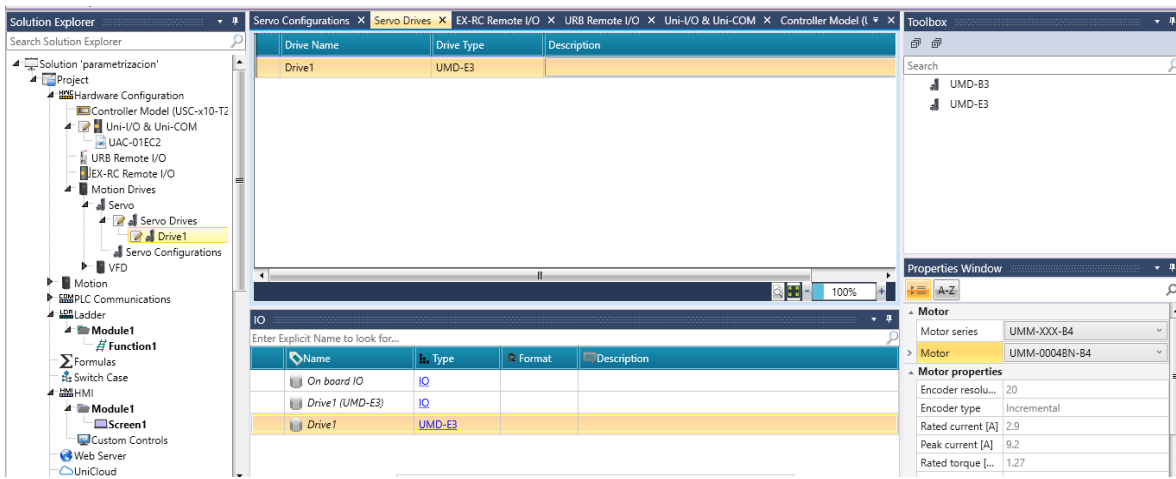 Solution Explorer
Search Solution Explorer
Solution 'parametrizacion'
Project
Hardware Configuration
Controller Model (USC-x10-T2
Uni-I/O & Uni-COM
UAC-01EC2
URB Remote I/O
EX-RC Remote I/O
Motion Drives
Servo
Servo Drives
Drive1
Servo Configurations
VFD
Motion
PLC Communications
Ladder
Module1
Function1
Formulas
Switch Case
HMI
Module1
Screen1
Custom Controls
Web Server
UniCloud
Servo Configurations Servo Drives EX-RC Remote I/O URB Remote I/O Uni-I/O & Uni-COM Controller Model (U
Drive Name Drive Type Description
Drive1 UMD-E3
100%
IO
Enter Explicit Name to look for...
Name Type Format Description
On board IO IO
Drive1 (UMD-E3) IO
Drive1 UMD-E3
Toolbox
Search
UMD-B3
UMD-E3
Properties Window
A-Z
Motor
Motor series UMM-XXX-B4
Motor UMM-0004BN-B4
Motor properties
Encoder resolu... 20
Encoder type Incremental
Rated current [A] 2.9
Peak current [A] 9.2
Rated torque [... 1.27